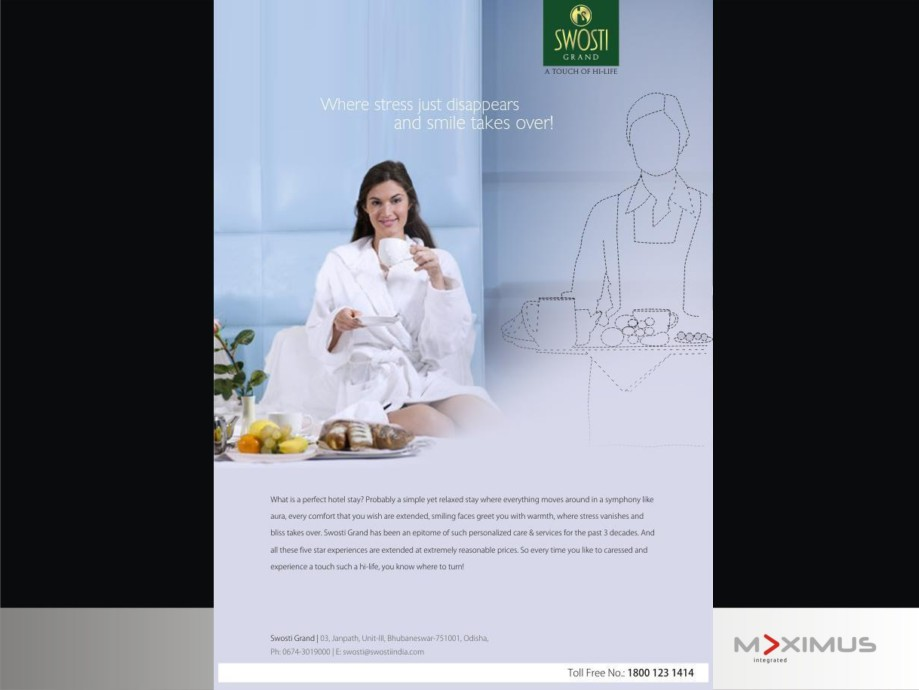 SWOSTI
GRAND
A TOUCH OF HI-LIFE
Where stress just disappears
and smile takes over!
What is a perfect hotel stay? Probably a simple yet relaxed stay where everything moves around in a symphony like
aura, every comfort that you wish are extended, smiling faces greet you with warmth, where stress vanishes and
bliss takes over. Swosti Grand has been an epitome of such personalized care & services for the past 3 decades. And
all these five star experiences are extended at extremely reasonable prices. So every time you like to caressed and
experience a touch such a hi-life, you know where to turn!
Swosti Grand | 03, Janpath, Unit-III, Bhubaneswar-751001, Odisha,
Ph: 0674-3019000 | E: swosti@swostiindia.com
Toll Free No.: 1800 123 1414
MAXIMUS
integrated